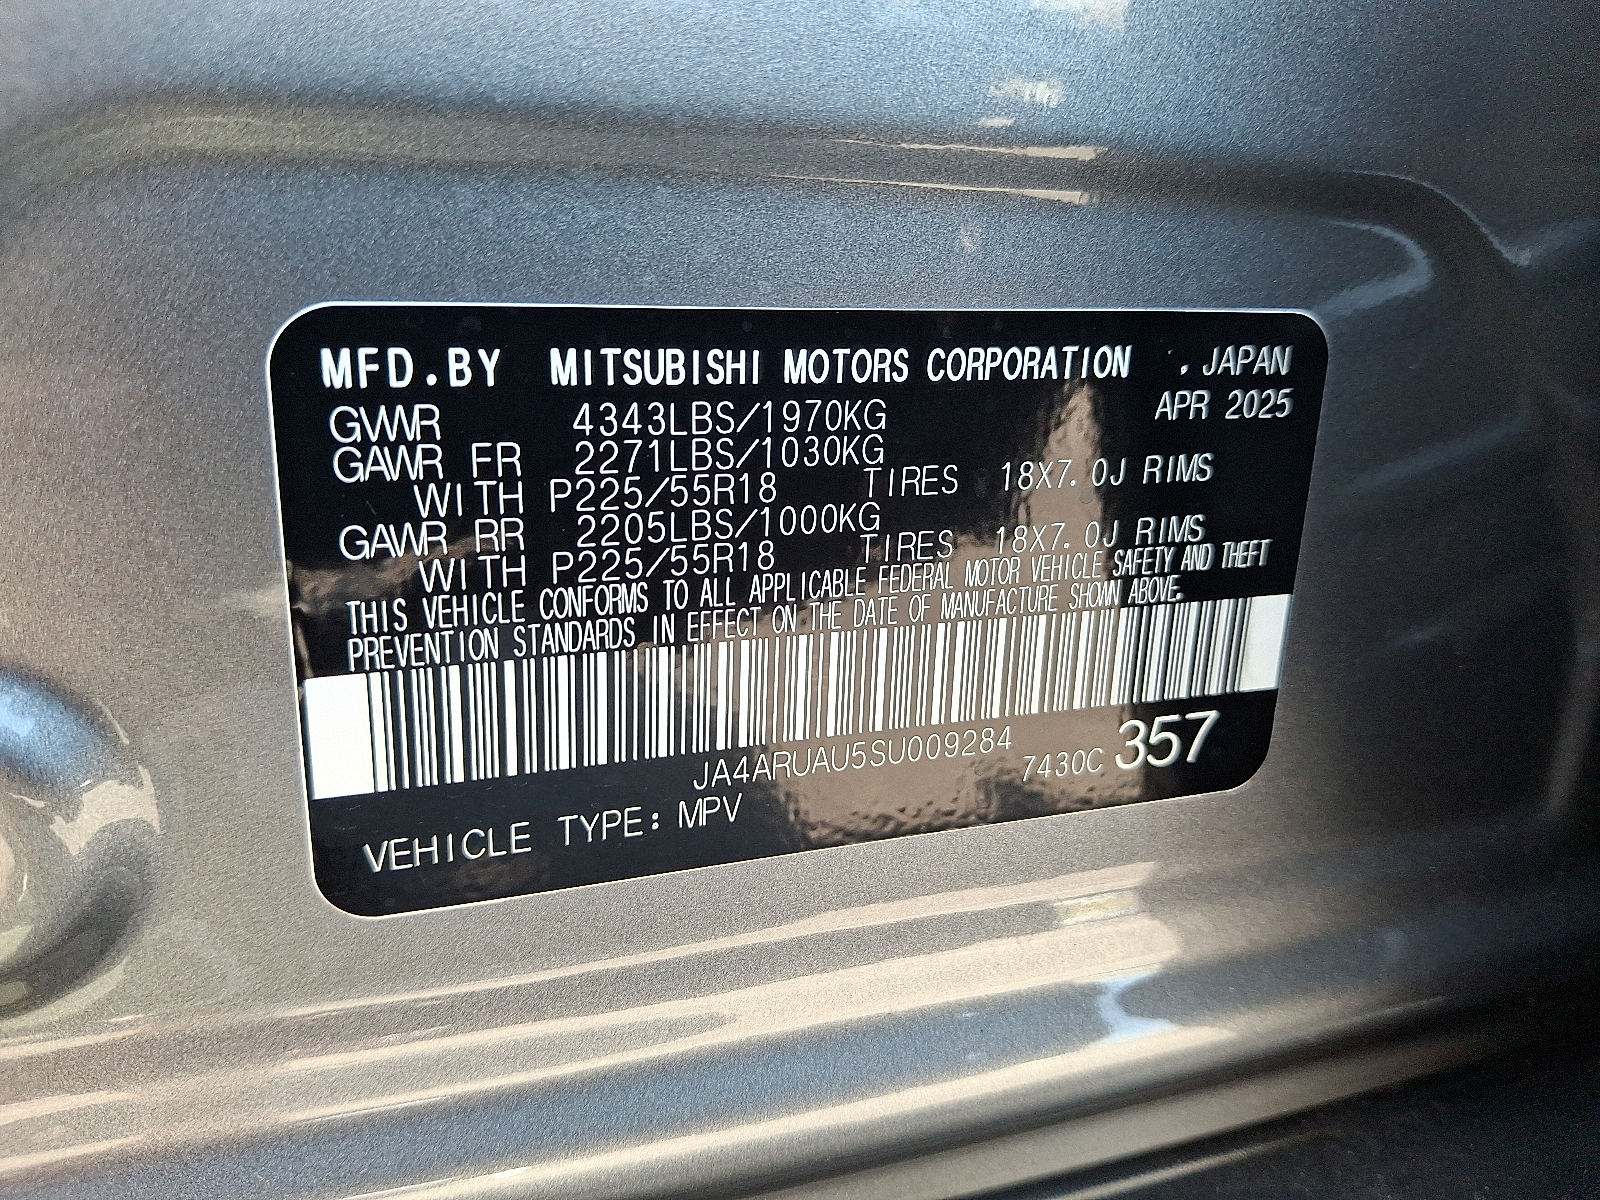 MFD.BY MITSUBISHI MOTORS CORPORATION . JAPAN
APR 2025
GVWR 4343LBS/1970KG
GAWR FR 2271LBS/1030KG
WITH P225/55R18 TIRES 18X7.0J RIMS
GAWR RR 2205LBS/1000KG
WITH P225/55R18 TIRES 18X7.0J RIMS
THIS VEHICLE CONFORMS TO ALL APPLICABLE FEDERAL MOTOR VEHICLE SAFETY AND THEFT
PREVENTION STANDARDS IN EFFECT ON THE DATE OF MANUFACTURE SHOWN ABOVE.
JA4ARUAU5SU009284 7430C 357
VEHICLE TYPE: MPV